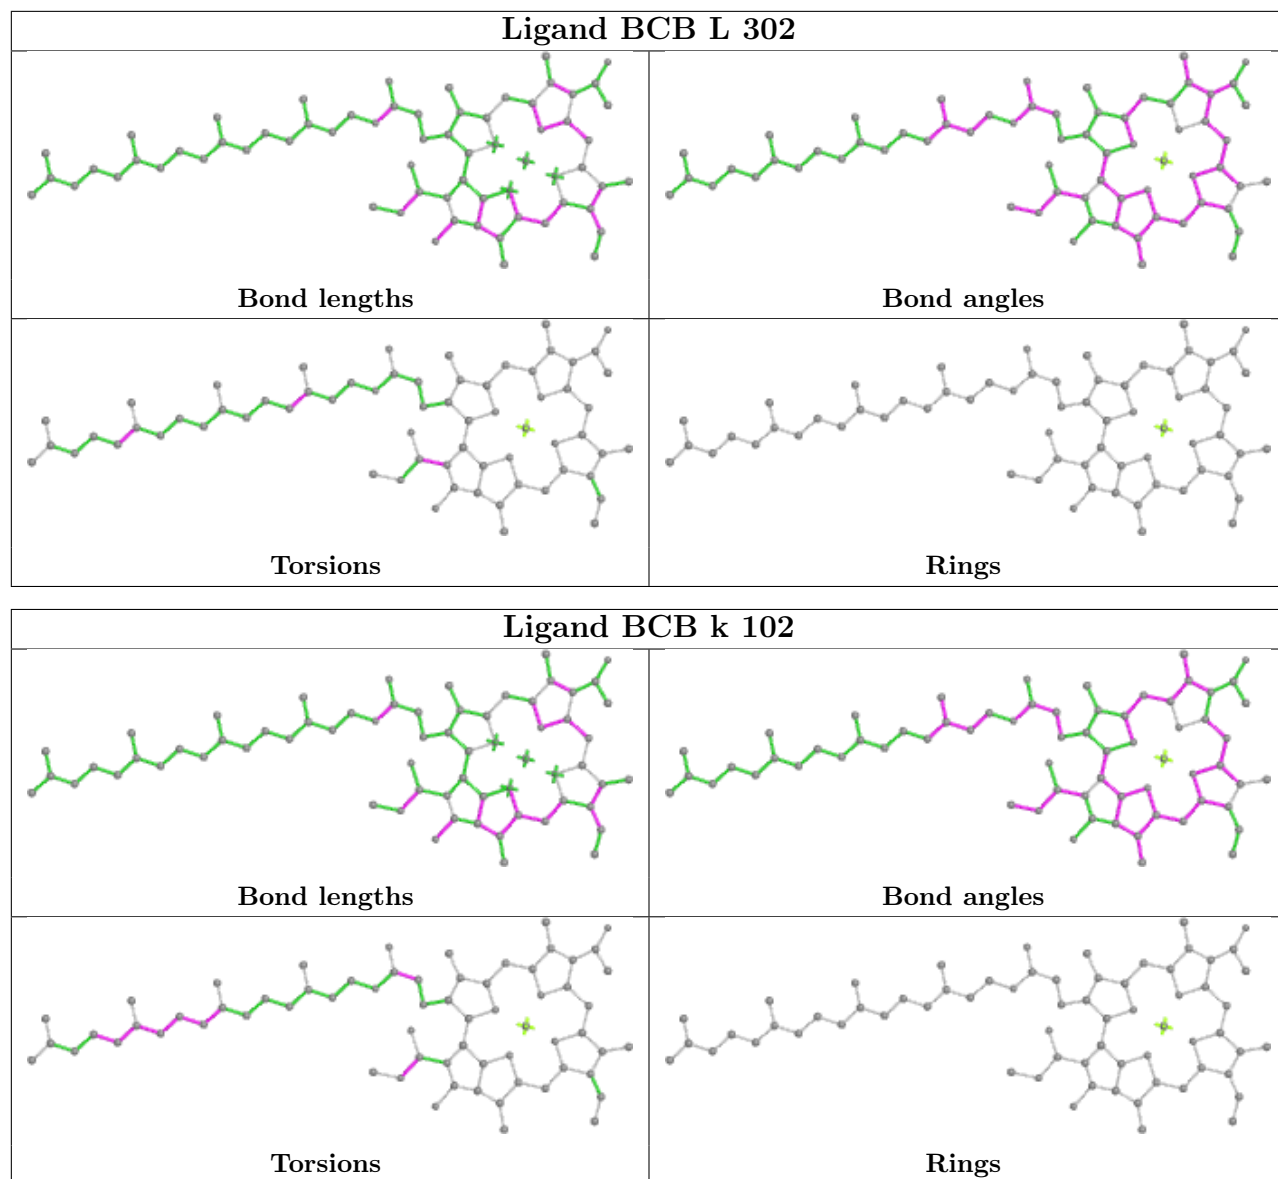 Ligand BCB L 302
Bond lengths
Bond angles
Torsions
Rings
Ligand BCB k 102
Bond lengths
Bond angles
Torsions
Rings